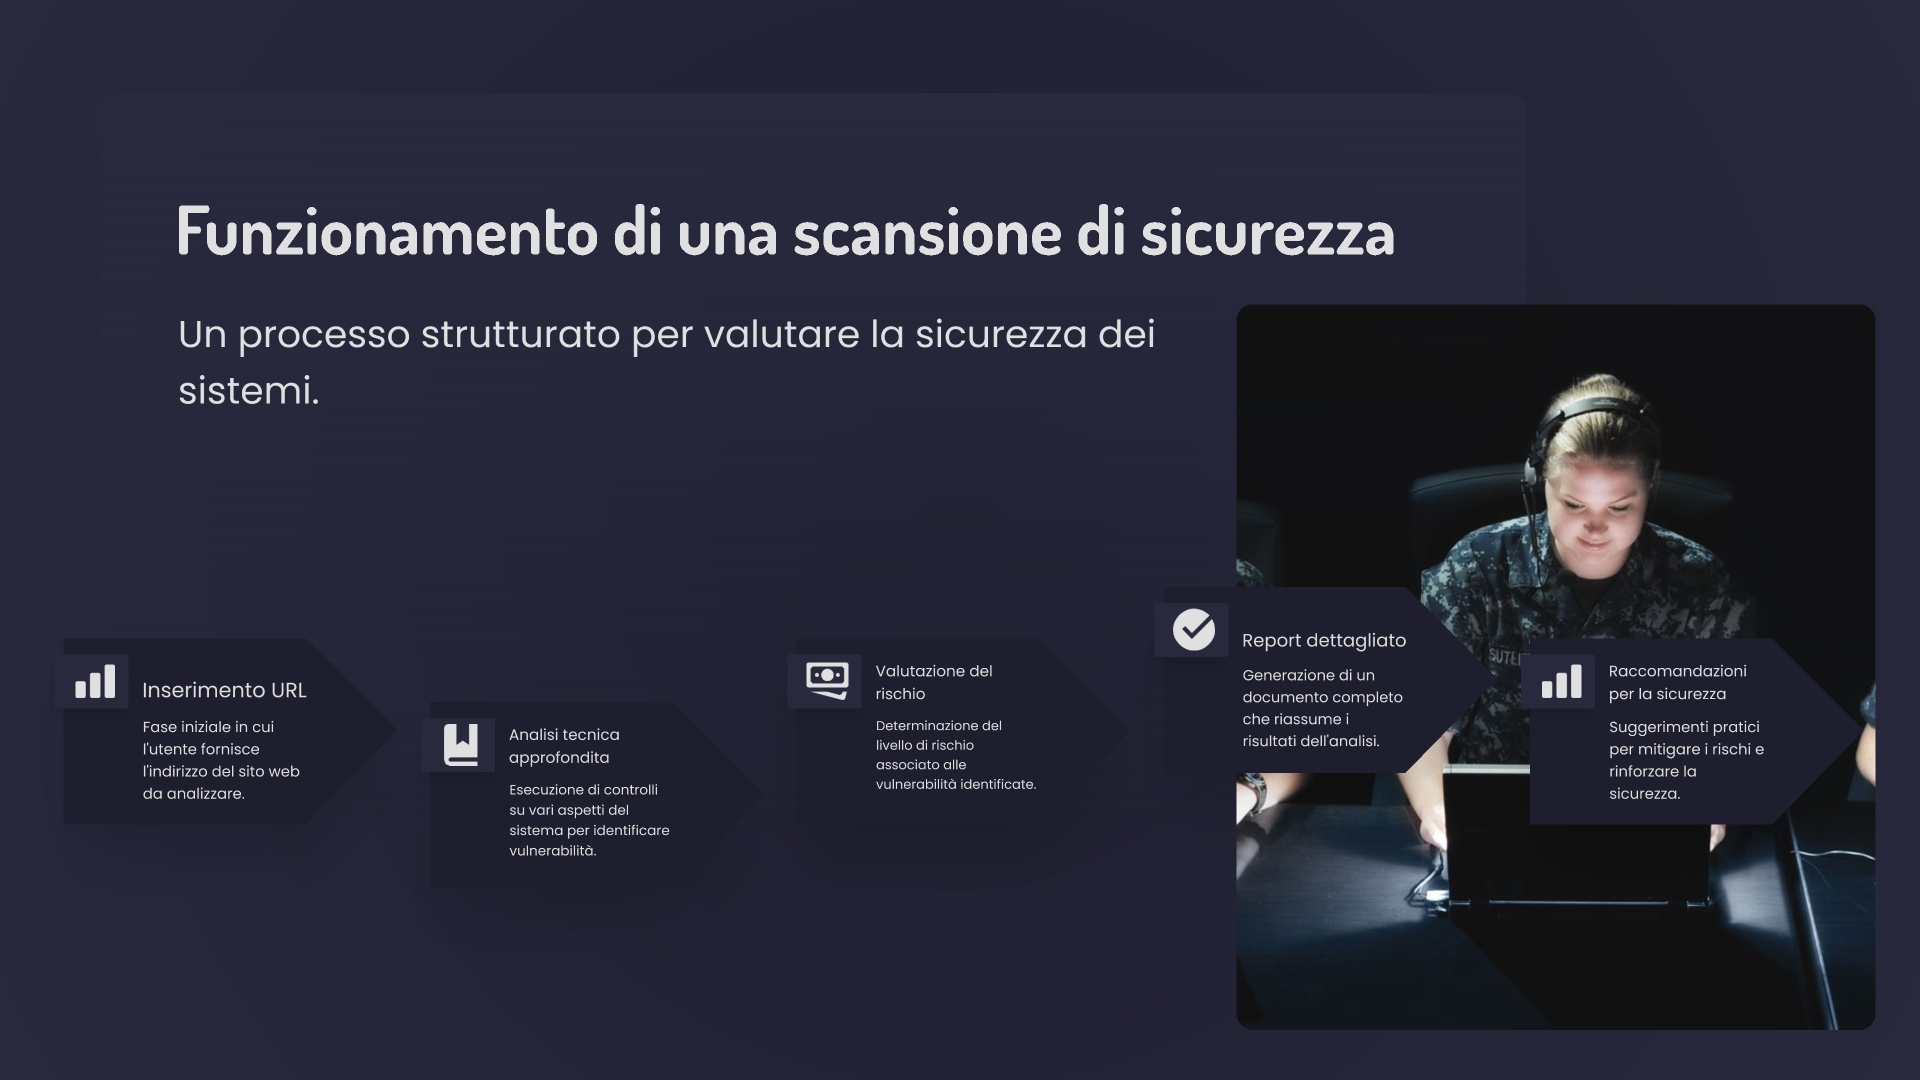 Funzionamento di una scansione di sicurezza
Un processo strutturato per valutare la sicurezza dei
sistemi.
Inserimento URL
Fase iniziale in cui
l'utente fornisce
l'indirizzo del sito web
da analizzare.
Analisi tecnica
approfondita
Esecuzione di controlli
su vari aspetti del
sistema per identificare
vulnerabilità.
Valutazione del
rischio
Determinazione del
livello di rischio
associato alle
vulnerabilità identificate.
Report dettagliato
Generazione di un
documento completo
che riassume i
risultati dell'analisi.
Raccomandazioni
per la sicurezza
Suggerimenti pratici
per mitigare i rischi e
rinforzare la
sicurezza.